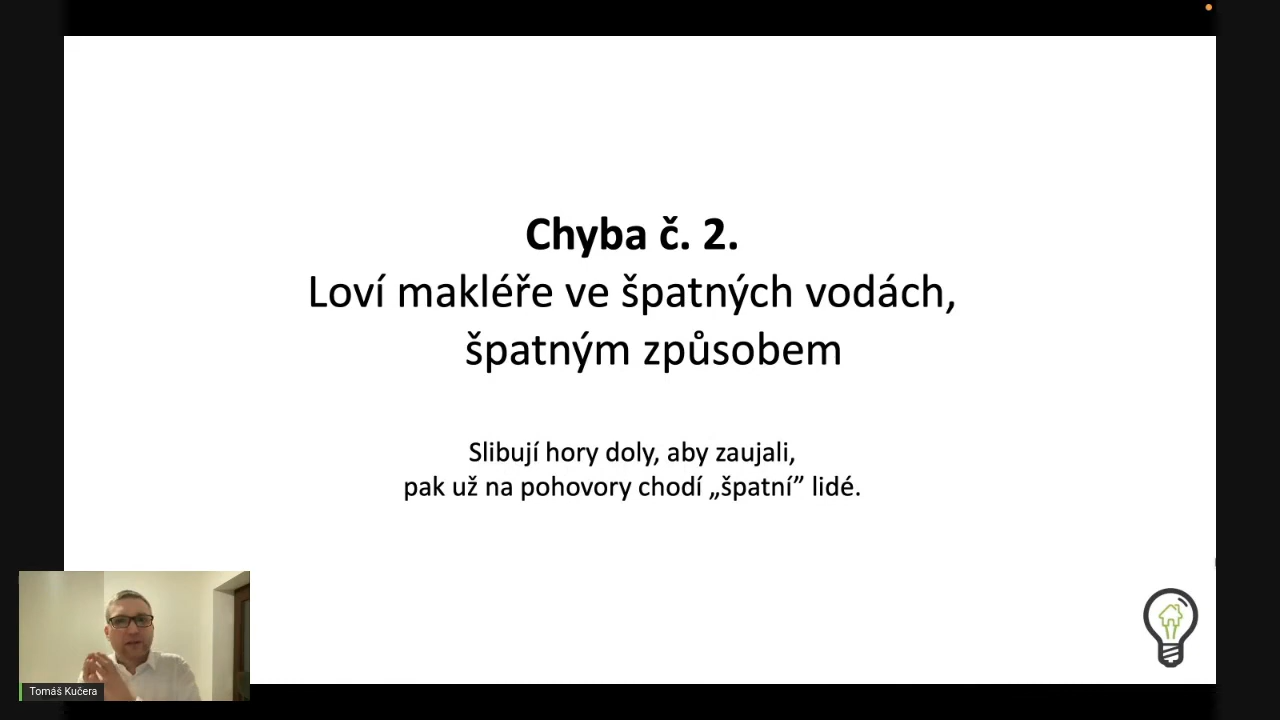 Chyba č. 2.
Loví makléře ve špatných vodách,
špatným způsobem
Slibují hory doly, aby zaujali,
pak už na pohovory chodí „špatní” lidé.
Tomáš Kučera